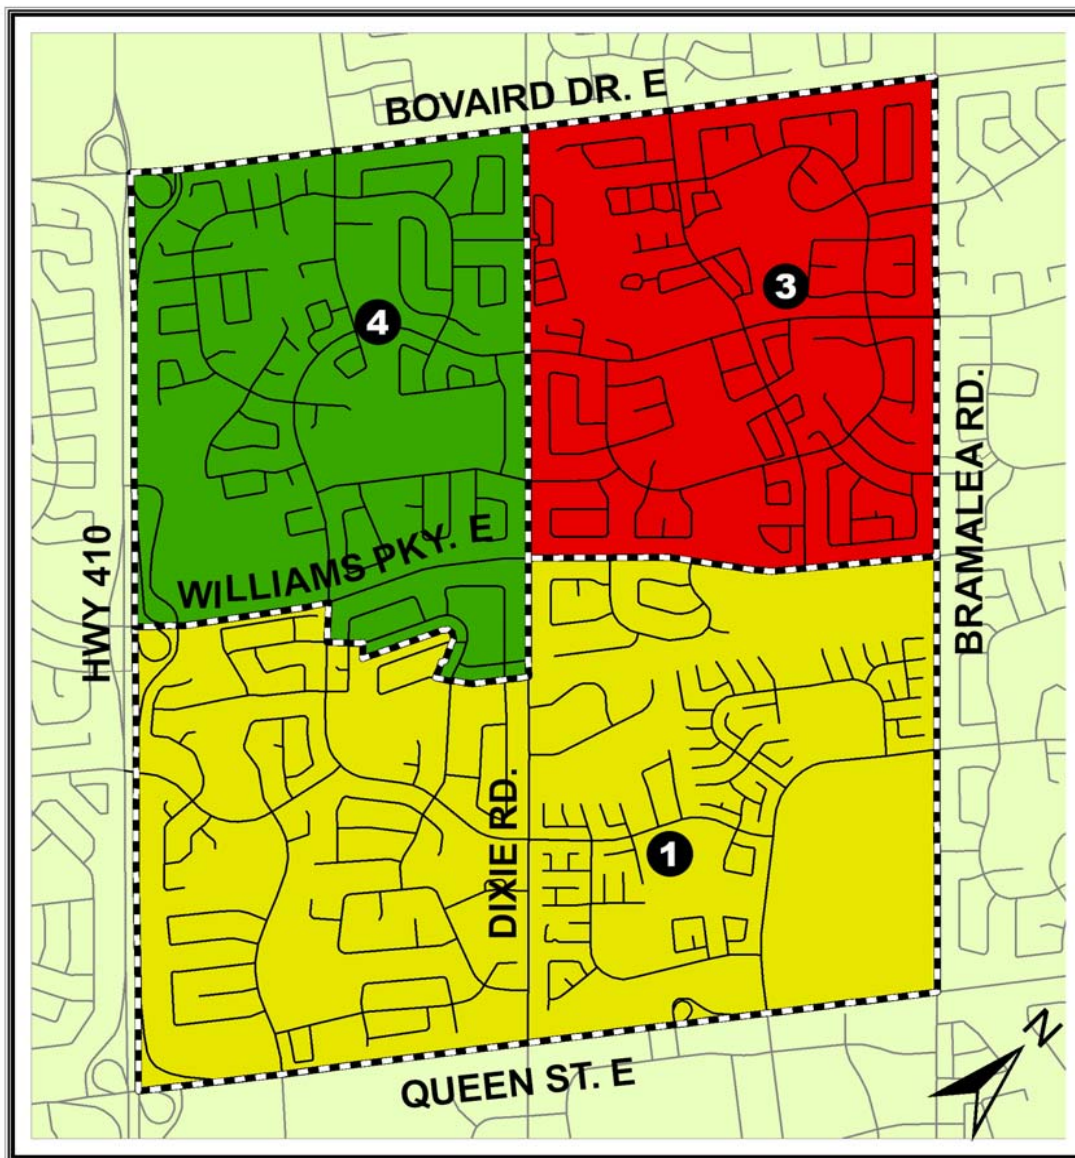 BOVAIRD DR. E
3
4
WILLIAMS PKY. E
HWY 410
BRAMALEA RD.
DIXIE RD.
1
QUEEN ST. E
N